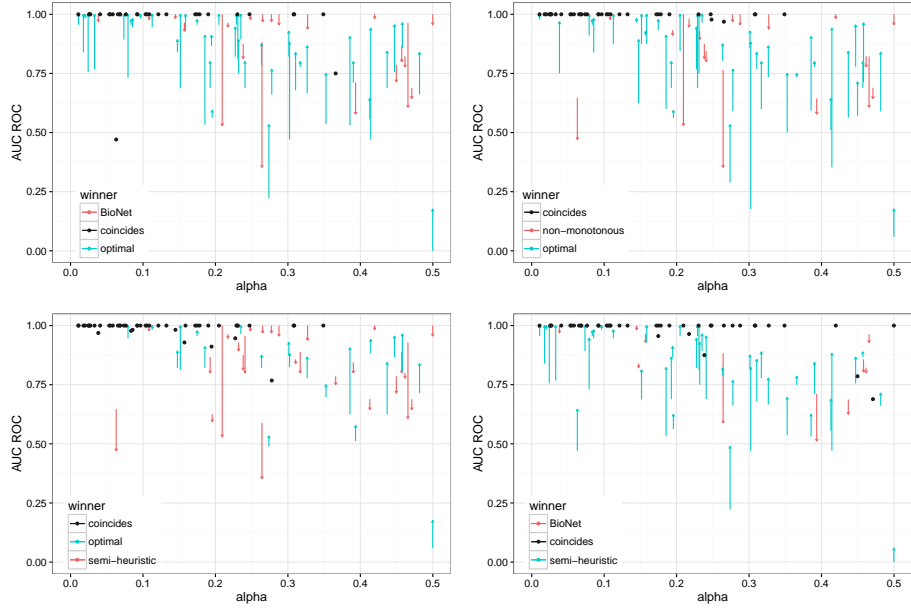 1.00
0.75
0.50
0.25
0.00
AUC ROC
winner
BioNet
coincides
optimal
0.0 0.1 0.2 0.3 0.4 0.5
alpha
1.00
0.75
0.50
0.25
0.00
AUC ROC
winner
coincides
non−monotonous
optimal
0.0 0.1 0.2 0.3 0.4 0.5
alpha
1.00
0.75
0.50
0.25
0.00
AUC ROC
winner
coincides
optimal
semi−heuristic
0.0 0.1 0.2 0.3 0.4 0.5
alpha
1.00
0.75
0.50
0.25
0.00
AUC ROC
winner
BioNet
coincides
semi−heuristic
0.0 0.1 0.2 0.3 0.4 0.5
alpha